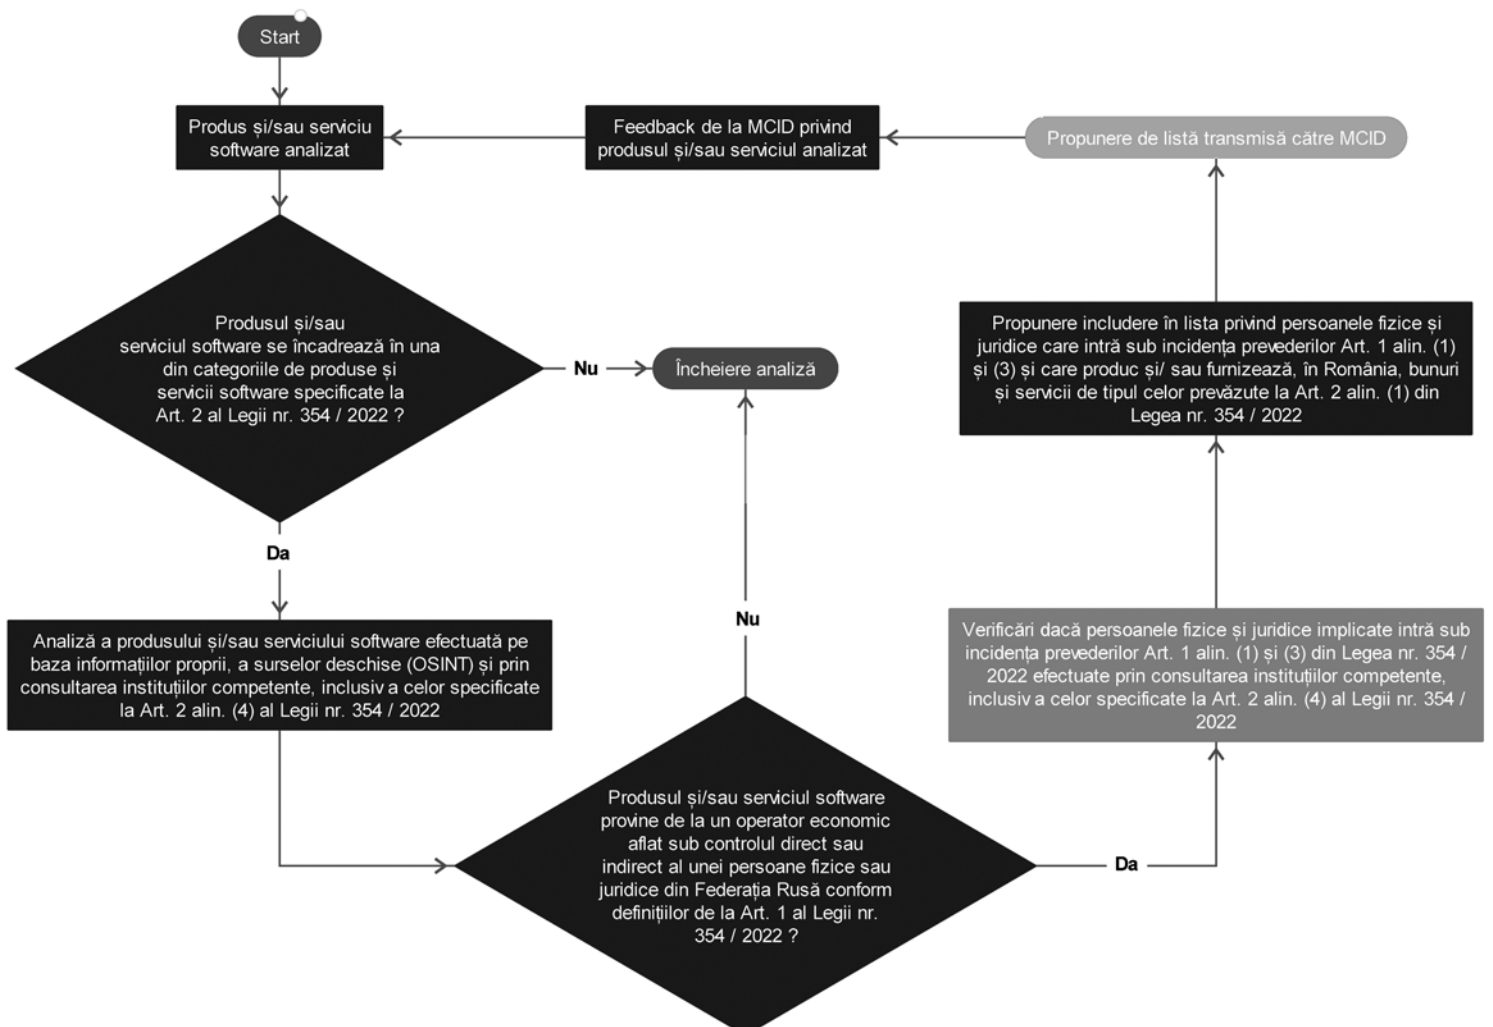 Start
Produs și/sau serviciu
software analizat
Feedback de la MCID privind
produsul și/sau serviciul analizat
Propunere de listă transmisă către MCID
Produsul și/sau
serviciul software se încadrează în una
din categoriile de produse și
servicii software specificate la
Art. 2 al Legii nr. 354 / 2022 ?
Nu
Încheiere analiză
Propunere includere în lista privind persoanele fizice și
juridice care intră sub incidența prevederilor Art. 1 alin. (1)
și (3) și care produc și/ sau furnizează, în România, bunuri
și servicii de tipul celor prevăzute la Art. 2 alin. (1) din
Legea nr. 354 / 2022
Da
Analiză a produsului și/sau serviciului software efectuată pe
baza informațiilor proprii, a surselor deschise (OSINT) și prin
consultarea instituțiilor competente, inclusiv a celor specificate
la Art. 2 alin. (4) al Legii nr. 354 / 2022
Nu
Verificări dacă persoanele fizice și juridice implicate intră sub
incidența prevederilor Art. 1 alin. (1) și (3) din Legea nr. 354 /
2022 efectuate prin consultarea instituțiilor competente,
inclusiv a celor specificate la Art. 2 alin. (4) al Legii nr. 354 /
2022
Produsul și/sau serviciul software
provine de la un operator economic
aflat sub controlul direct sau
indirect al unei persoane fizice sau
juridice din Federația Rusă conform
definițiilor de la Art. 1 al Legii nr.
354 / 2022 ?
Da